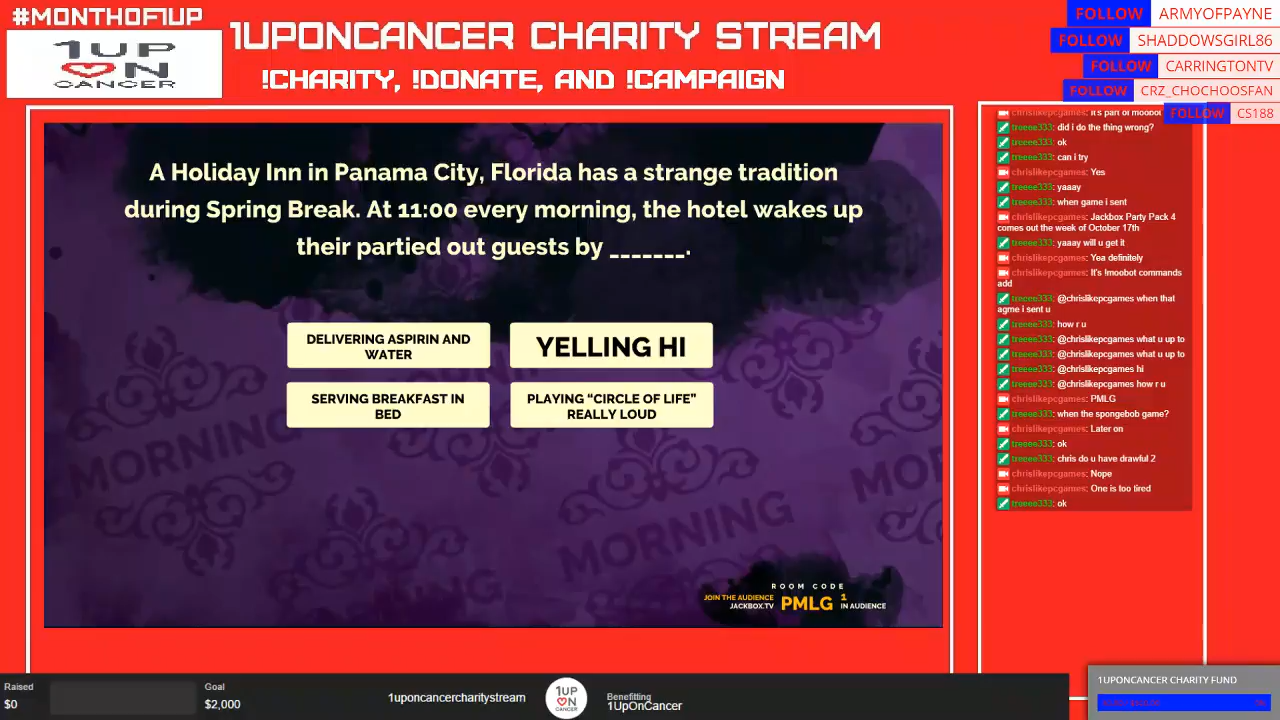 #MONTHOF1UP
1UP
ON
CANCER
1UPONCANCER CHARITY STREAM
!CHARITY, !DONATE, AND !CAMPAIGN
FOLLOW ARMYOFPAYNE
FOLLOW SHADOWSGIRL86
FOLLOW CARRINGTONTV
FOLLOW CRZ_CHOCHOOSFAN
FOLLOW CS188
A Holiday Inn in Panama City, Florida has a strange tradition
during Spring Break. At 11:00 every morning, the hotel wakes up
their partied out guests by _______.
DELIVERING ASPIRIN AND
WATER
YELLING HI
SERVING BREAKFAST IN
BED
PLAYING “CIRCLE OF LIFE”
REALLY LOUD
MORNING
ROOM CODE
JOIN THE AUDIENCE
JACKBOX.TV
PMLG
1
IN AUDIENCE
chrislikepcgames: It's part of moobot
treeee333: did i do the thing wrong?
treeee333: ok
treeee333: can i try
chrislikepcgames: Yes
treeee333: yaaay
treeee333: when game i sent
chrislikepcgames: Jackbox Party Pack 4
comes out the week of October 17th
treeee333: yaaay will u get it
chrislikepcgames: Yea definitely
chrislikepcgames: It's !moobot commands
add
treeee333: @chrislikepcgames when that
agme i sent u
treeee333: how r u
treeee333: @chrislikepcgames what u up to
treeee333: @chrislikepcgames what u up to
treeee333: @chrislikepcgames hi
treeee333: @chrislikepcgames how r u
chrislikepcgames: PMLG
treeee333: when the spongebob game?
chrislikepcgames: Later on
treeee333: ok
treeee333: chris do u have drawful 2
chrislikepcgames: Nope
chrislikepcgames: One is too tired
treeee333: ok
Raised
$0
Goal
$2,000
1uponcancercharitystream
1UP
ON
CANCER
Benefitting
1UpOnCancer
1UPONCANCER CHARITY FUND